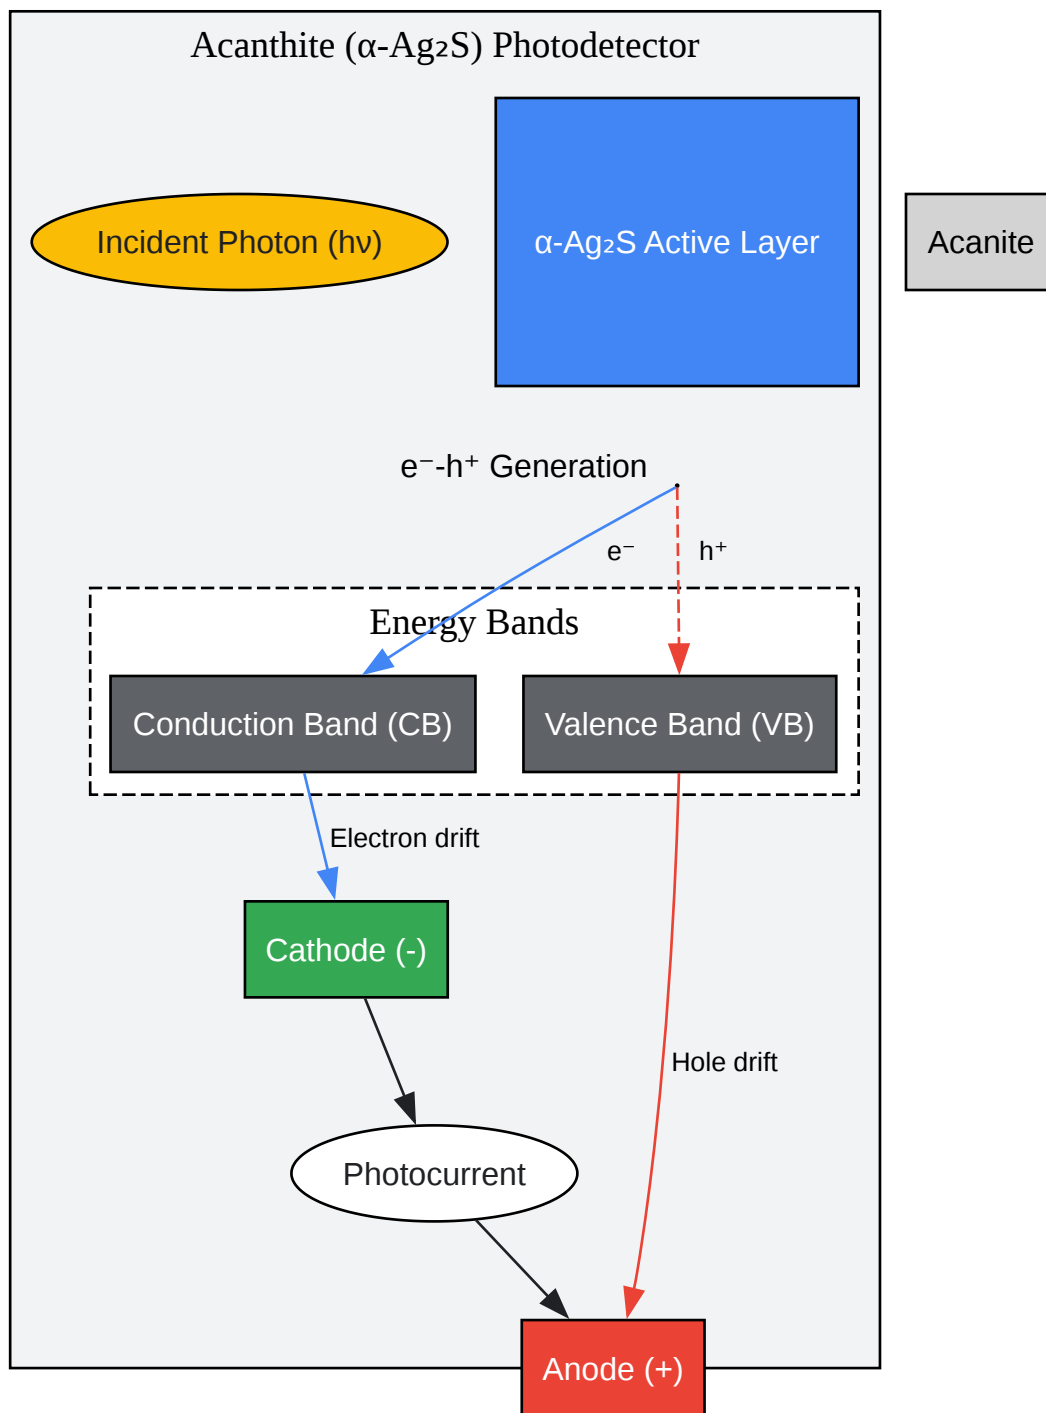 Acanthite (α-Ag₂S) Photodetector
Incident Photon (hν)
α-Ag₂S Active Layer
Acanite
e⁻-h⁺ Generation
e⁻
h⁺
Energy Bands
Conduction Band (CB)
Valence Band (VB)
Electron drift
Cathode (-)
Hole drift
Photocurrent
Anode (+)